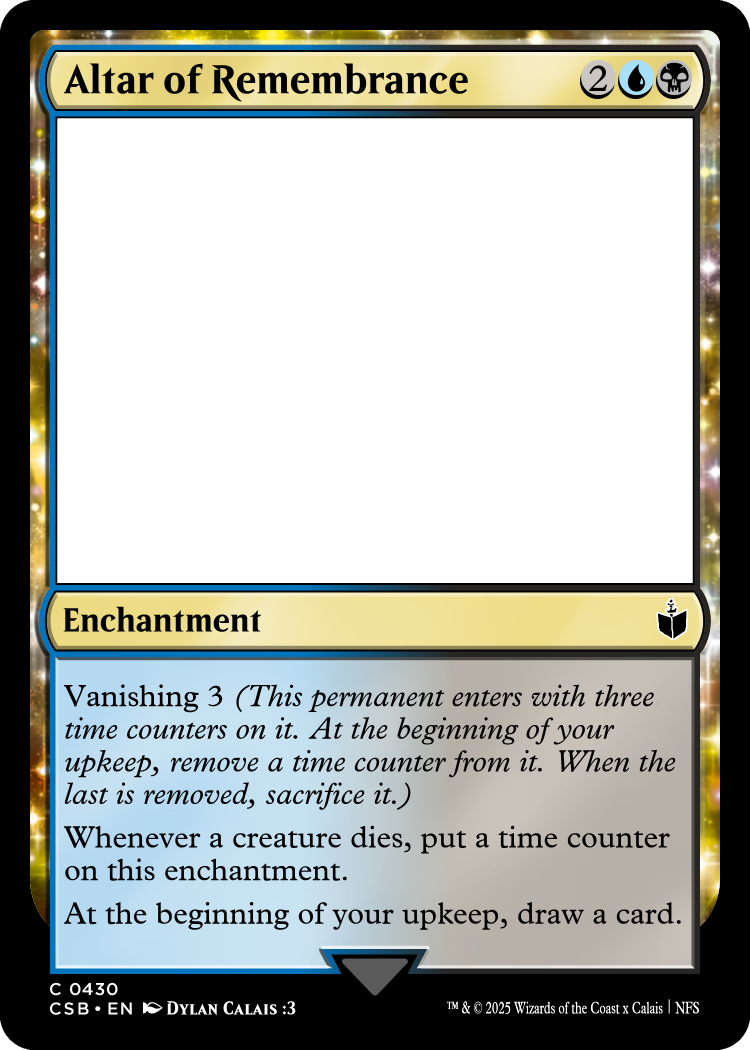 Altar of Remembrance 2
Enchantment
Vanishing 3 (This permanent enters with three
time counters on it. At the beginning of your
upkeep, remove a time counter from it. When the
last is removed, sacrifice it.)
Whenever a creature dies, put a time counter
on this enchantment.
At the beginning of your upkeep, draw a card.
C 0430
CSB • EN Dylan Calais :3
™ & © 2025 Wizards of the Coast x Calais | NFS